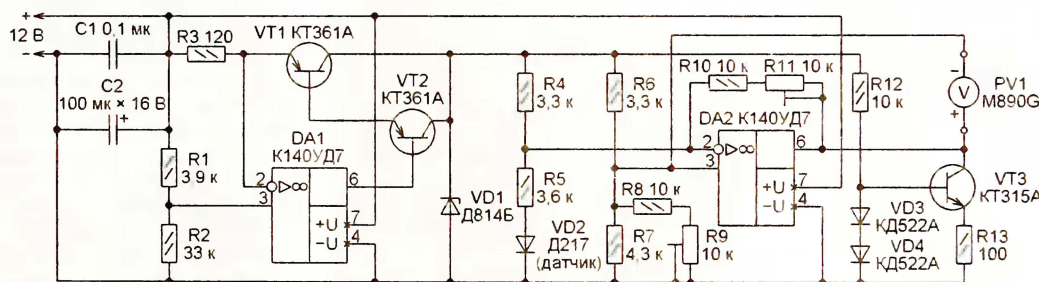 +
12 В
−
C1 0,1 мк
C2
100 мк × 16 В
+
R3 120
VT1 КТ361А
VT2
КТ361А
R1
3,9 к
R2
33 к
DA1
К140УД7
2
3
▷∞
6
7
+U
−U
4
VD1
Д814Б
R4
3,3 к
R5
3,6 к
VD2
Д217
(датчик)
R6
3,3 к
R7
4,3 к
R8 10 к
R9
10 к
R10 10 к
R11 10 к
DA2 К140УД7
2
3
▷∞
6
7
+U
−U
4
R12
10 к
VD3
КД522А
VD4
КД522А
−
V
+
PV1
M890G
VT3
КТ315А
R13
100